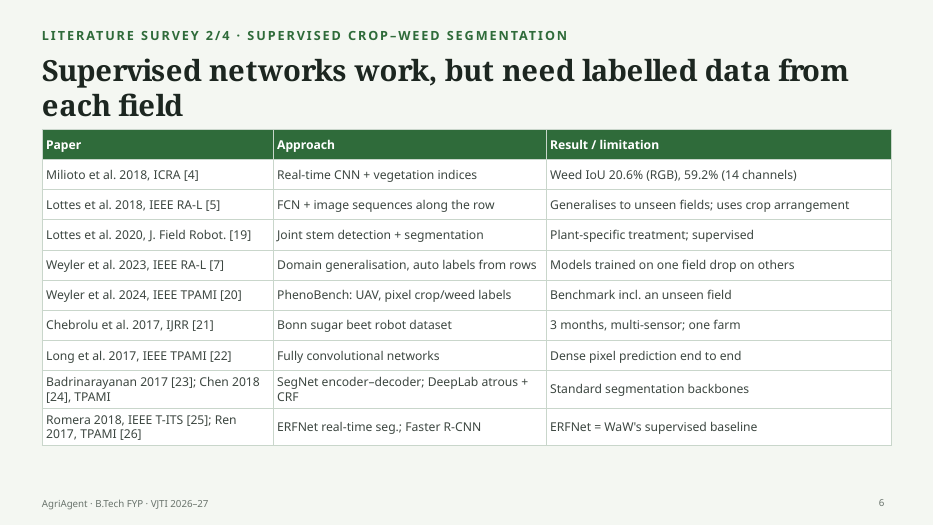 LITERATURE SURVEY 2/4 · SUPERVISED CROP–WEED SEGMENTATION
Supervised networks work, but need labelled data from
each field
Paper Approach Result / limitation
Milioto et al. 2018, ICRA [4] Real-time CNN + vegetation indices Weed IoU 20.6% (RGB), 59.2% (14 channels)
Lottes et al. 2018, IEEE RA-L [5] FCN + image sequences along the row Generalises to unseen fields; uses crop arrangement
Lottes et al. 2020, J. Field Robot. [19] Joint stem detection + segmentation Plant-specific treatment; supervised
Weyler et al. 2023, IEEE RA-L [7] Domain generalisation, auto labels from rows Models trained on one field drop on others
Weyler et al. 2024, IEEE TPAMI [20] PhenoBench: UAV, pixel crop/weed labels Benchmark incl. an unseen field
Chebrolu et al. 2017, IJRR [21] Bonn sugar beet robot dataset 3 months, multi-sensor; one farm
Long et al. 2017, IEEE TPAMI [22] Fully convolutional networks Dense pixel prediction end to end
Badrinarayanan 2017 [23]; Chen 2018
[24], TPAMI
SegNet encoder–decoder; DeepLab atrous +
CRF
Standard segmentation backbones
Romera 2018, IEEE T-ITS [25]; Ren
2017, TPAMI [26]
ERFNet real-time seg.; Faster R-CNN
ERFNet = WaW's supervised baseline
AgriAgent · B.Tech FYP · VJTI 2026–27
6